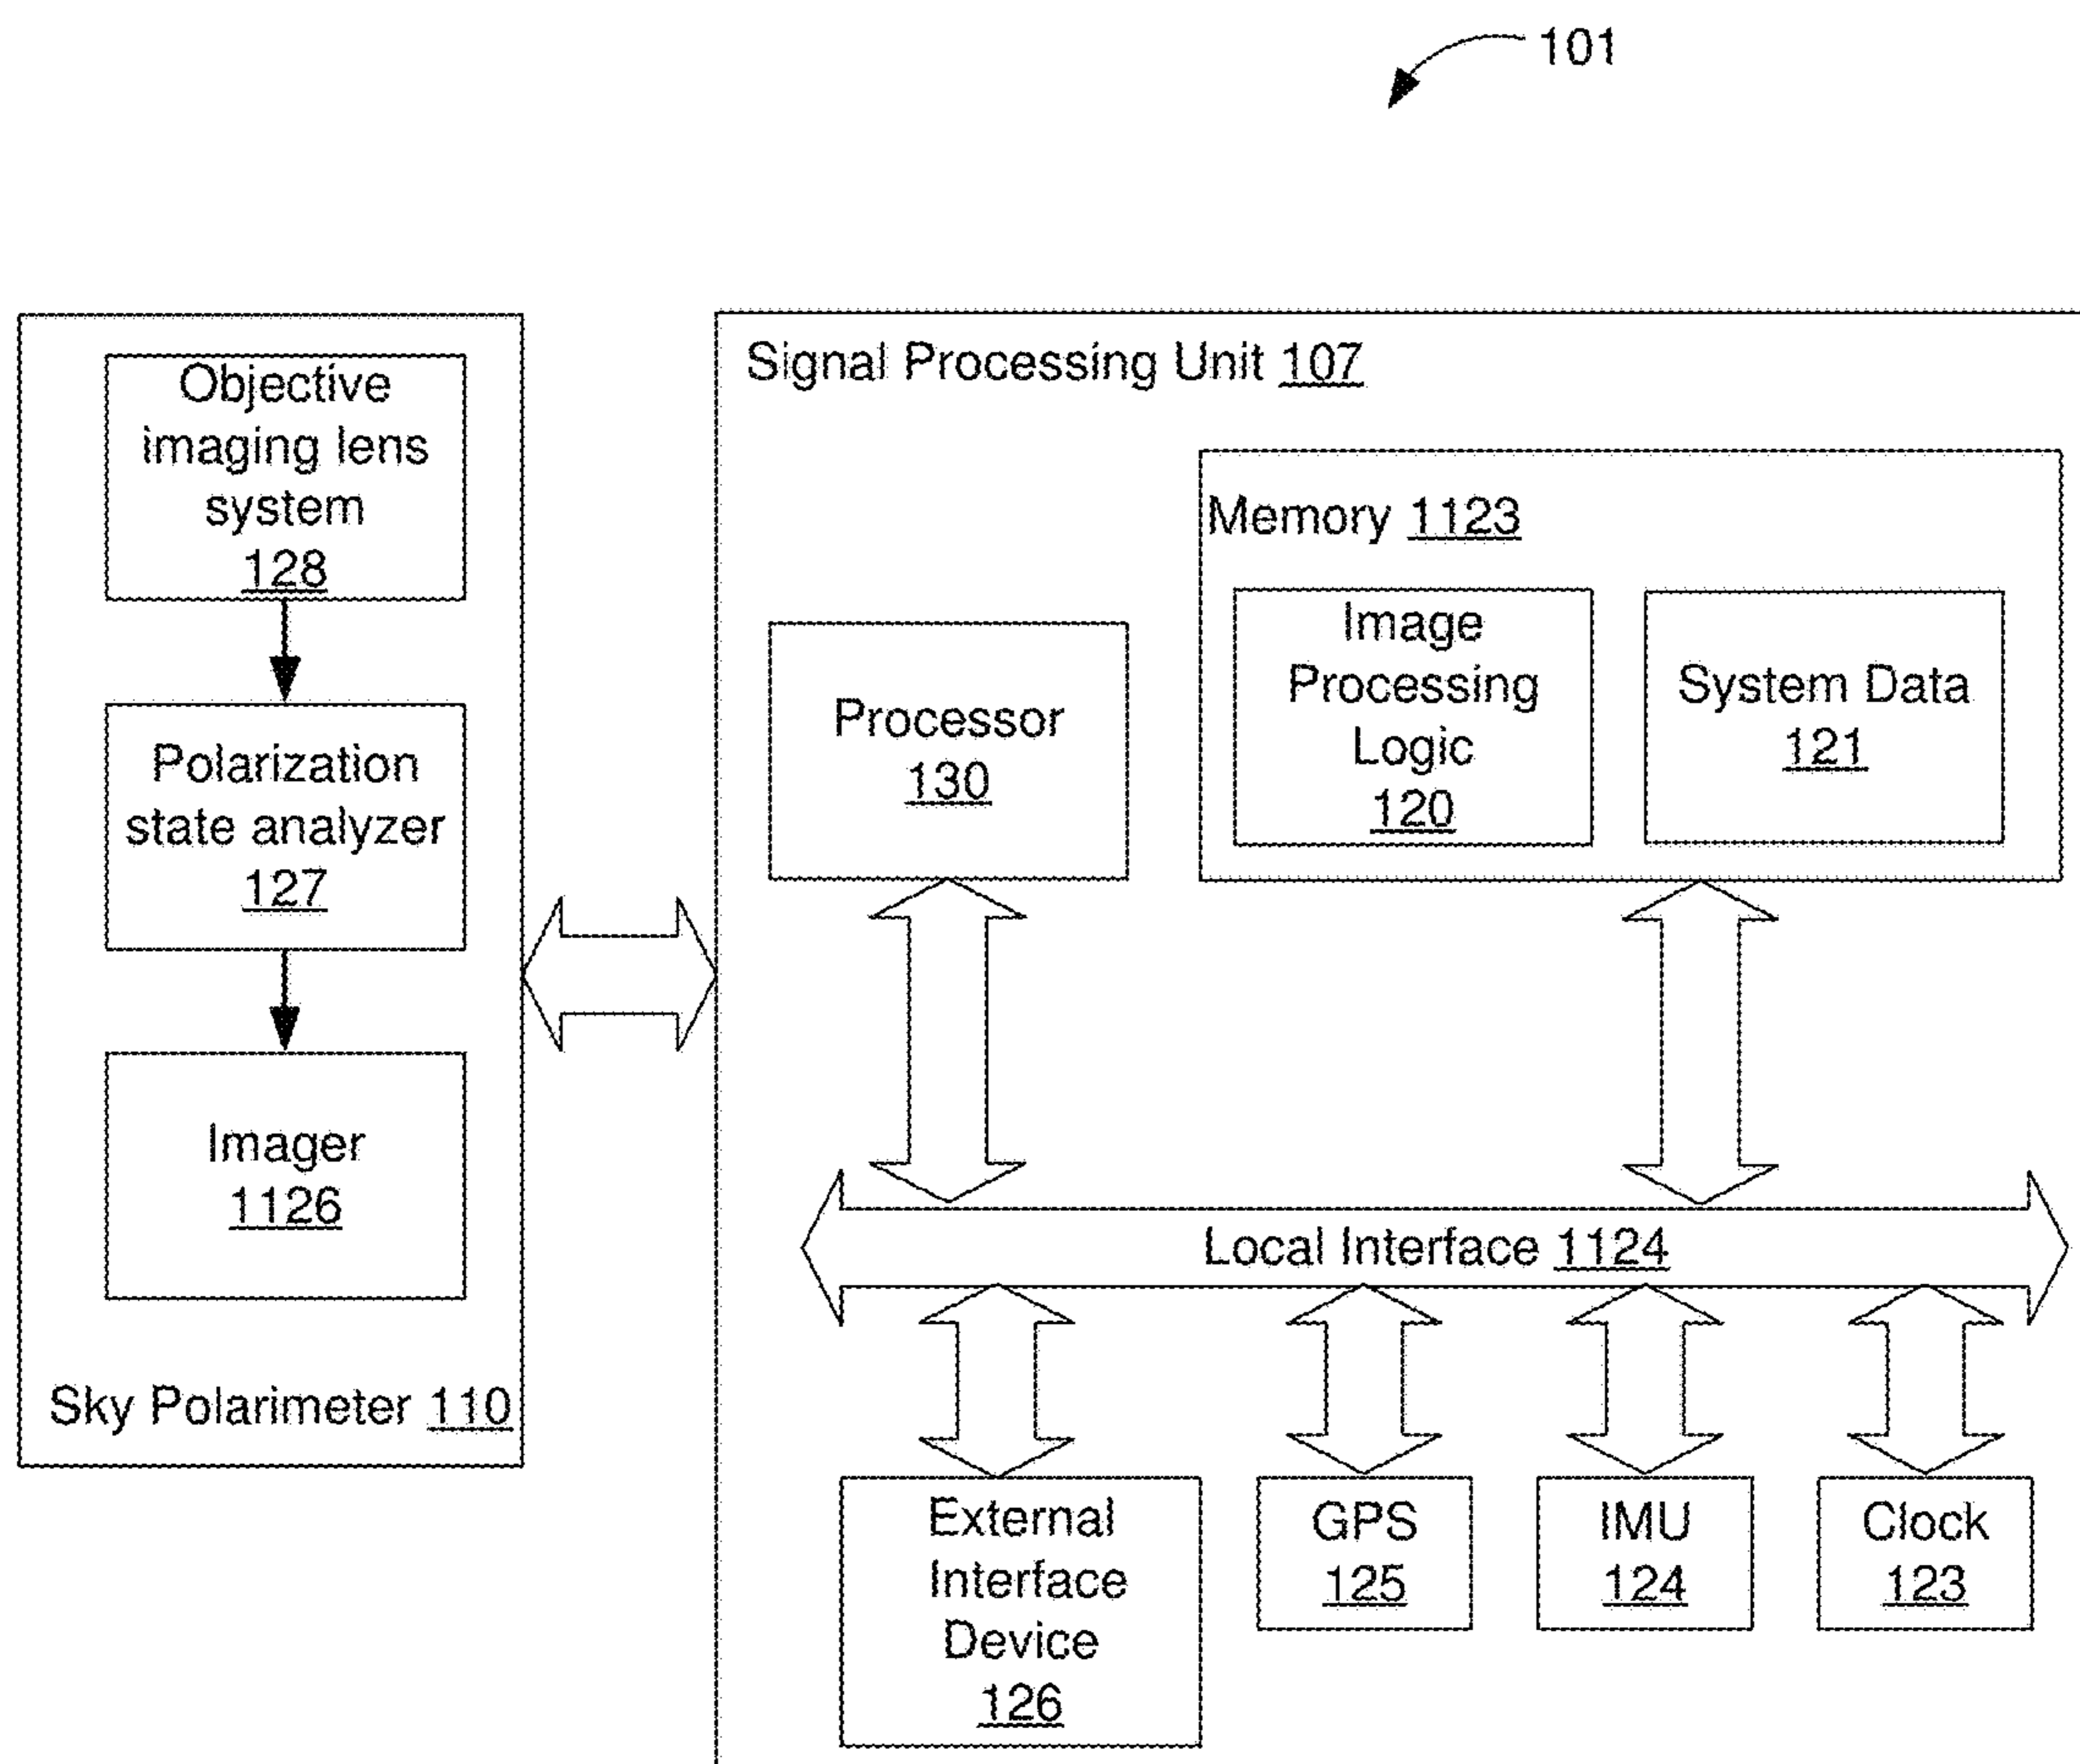 101
Objective
imaging lens
system
128
Polarization
state analyzer
127
Imager
1126
Sky Polarimeter 110
Signal Processing Unit 107
Memory 1123
Image
Processing
Logic
120
System Data
121
Processor
130
Local Interface 1124
External
Interface
Device
126
GPS
125
IMU
124
Clock
123